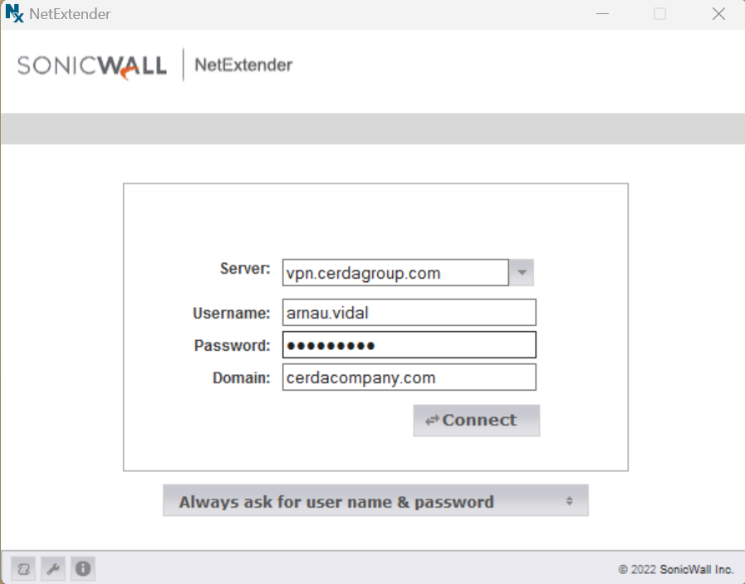 NetExtender
SONICWALL | NetExtender
Server: vpn.cerdagroup.com
Username: arnau.vidal
Password: •••••••••
Domain: cerdacompany.com
Connect
Always ask for user name & password
© 2022 SonicWall Inc.